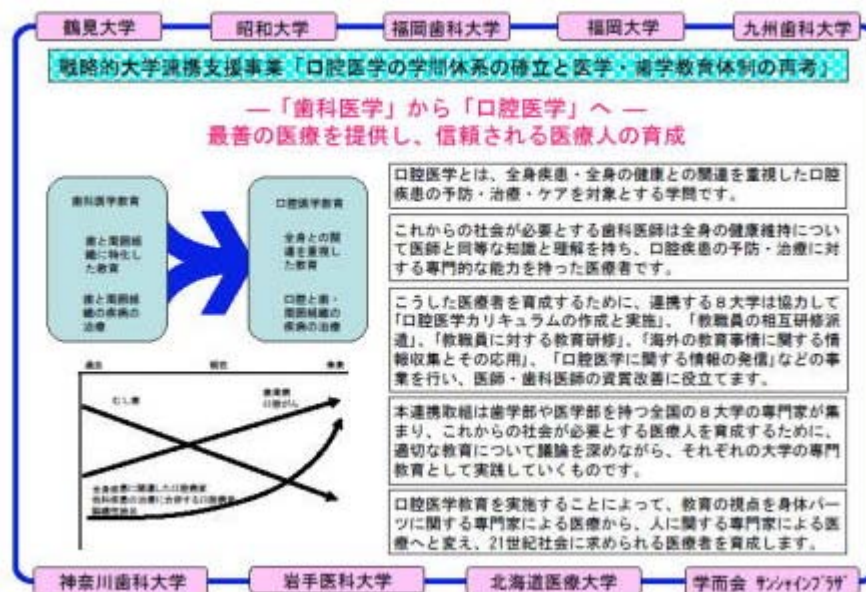 鶴見大学
昭和大学
福岡歯科大学
福岡大学
九州歯科大学
戦略的大学連携支援事業「口腔医学の学問体系の確立と医学・歯学教育体制の再考」
―「歯科医学」から「口腔医学」へ ―
最善の医療を提供し、信頼される医療人の育成
歯科医学教育
歯と周囲組
織に特化し
た教育
歯と周囲組
織の疾病の
治療
口腔医学教育
全身との関
連を重視し
た教育
口腔と歯・
周囲組織の
疾病の治療
口腔医学とは、全身疾患・全身の健康との関連を重視した口腔
疾患の予防・治療・ケアを対象とする学問です。
これからの社会が必要とする歯科医師は全身の健康維持につい
て医師と同等な知識と理解を持ち、口腔疾患の予防・治療に対
する専門的な能力を持った医療者です。
こうした医療者を育成するために、連携する8大学は協力して
「口腔医学カリキュラムの作成と実施」、「教職員の相互研修派
遣」、「教職員に対する教育研修」、「海外の教育事情に関する情
報収集とその応用」、「口腔医学に関する情報の発信」などの事
業を行い、医師・歯科医師の資質改善に役立てます。
本連携取組は歯学部や医学部を持つ全国の8大学の専門家が集
まり、これからの社会が必要とする医療人を育成するために、
適切な教育について議論を深めながら、それぞれの大学の専門
教育として実践していくものです。
口腔医学教育を実施することによって、教育の視点を身体パー
ツに関する専門家による医療から、人に関する専門家による医
療へと変え、21世紀社会に求められる医療者を育成します。
過去
現在
未来
むし歯
歯周病
口腔がん
全身疾患に関連した口腔病変
神奈川歯科大学
岩手医科大学
北海道医療大学
学而会 ｻﾝｼｬｲﾝﾌﾟﾗｻﾞ